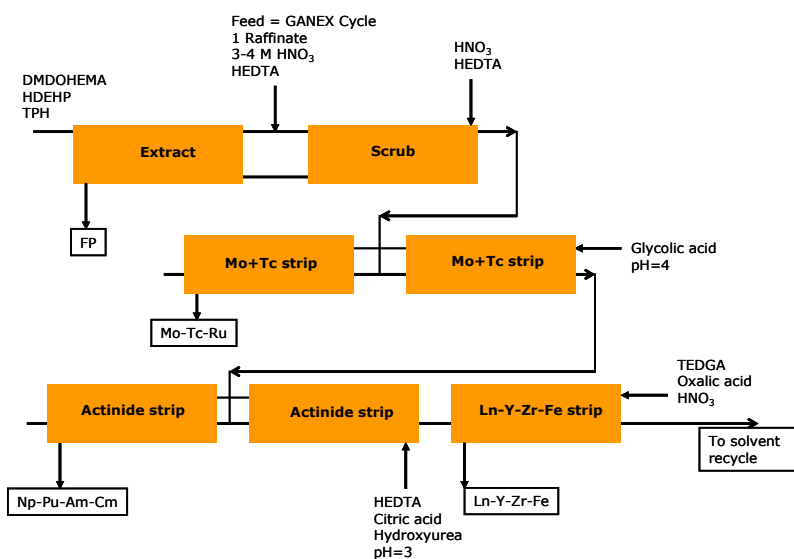 Feed = GANEX Cycle
1 Raffinate
3-4 M HNO₃
HEDTA
HNO₃
HEDTA
DMDOHEMA
HDEHP
TPH
Extract
Scrub
FP
Mo+Tc strip
Mo+Tc strip
Glycolic acid
pH=4
Mo-Tc-Ru
TEDGA
Oxalic acid
HNO₃
Actinide strip
Actinide strip
Ln-Y-Zr-Fe strip
To solvent
recycle
Np-Pu-Am-Cm
HEDTA
Citric acid
Hydroxyurea
pH=3
Ln-Y-Zr-Fe